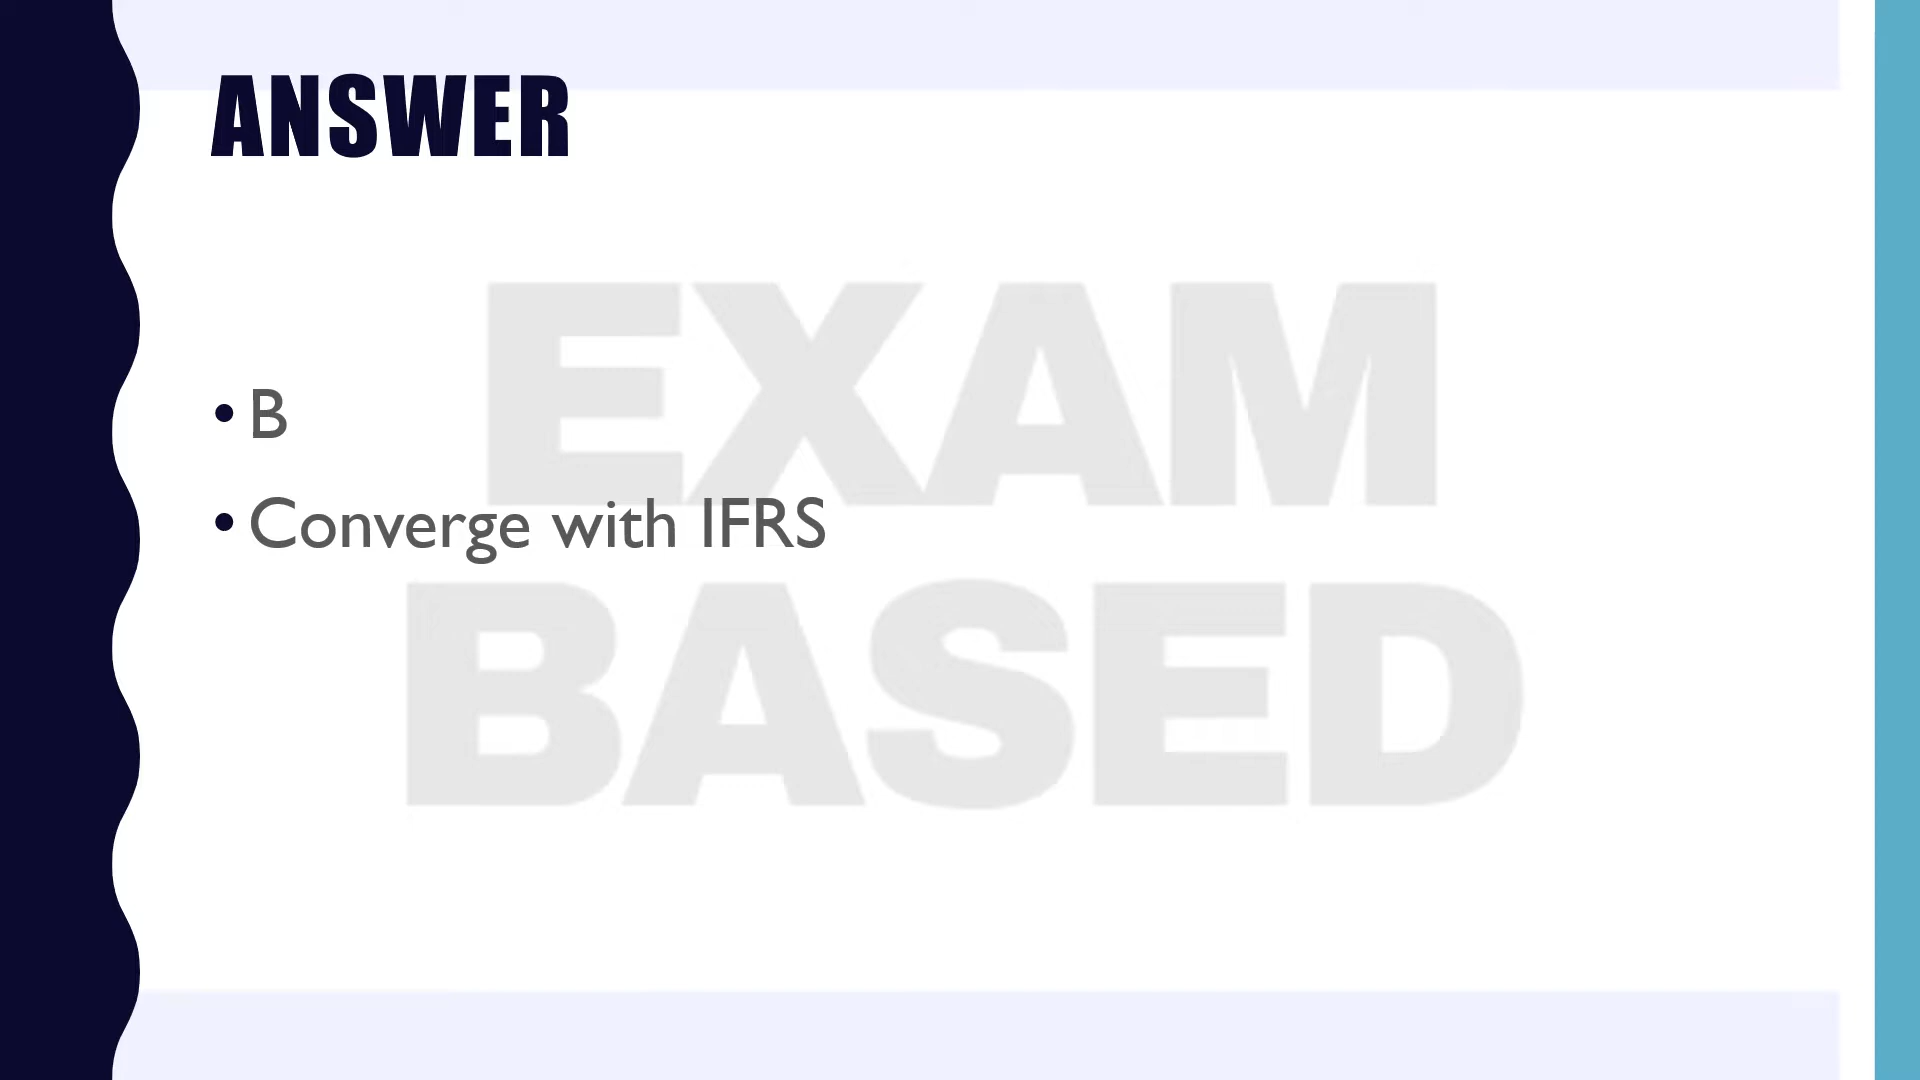 ANSWER
• B
• Converge with IFRS
EXAM
BASED